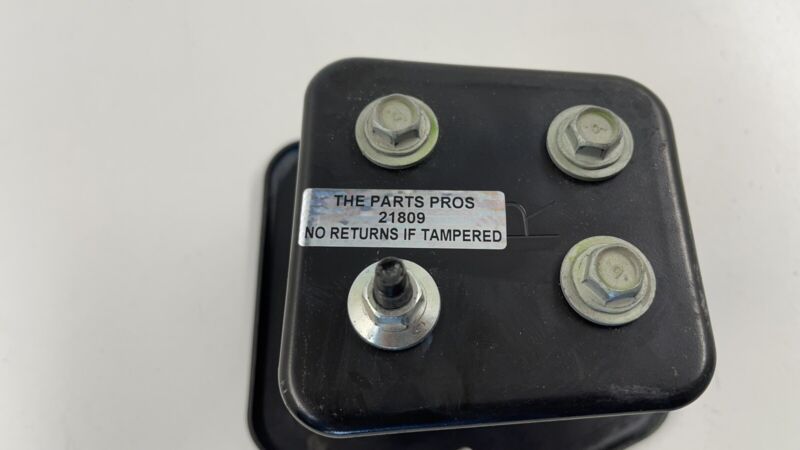 THE PARTS PROS
21809
NO RETURNS IF TAMPERED